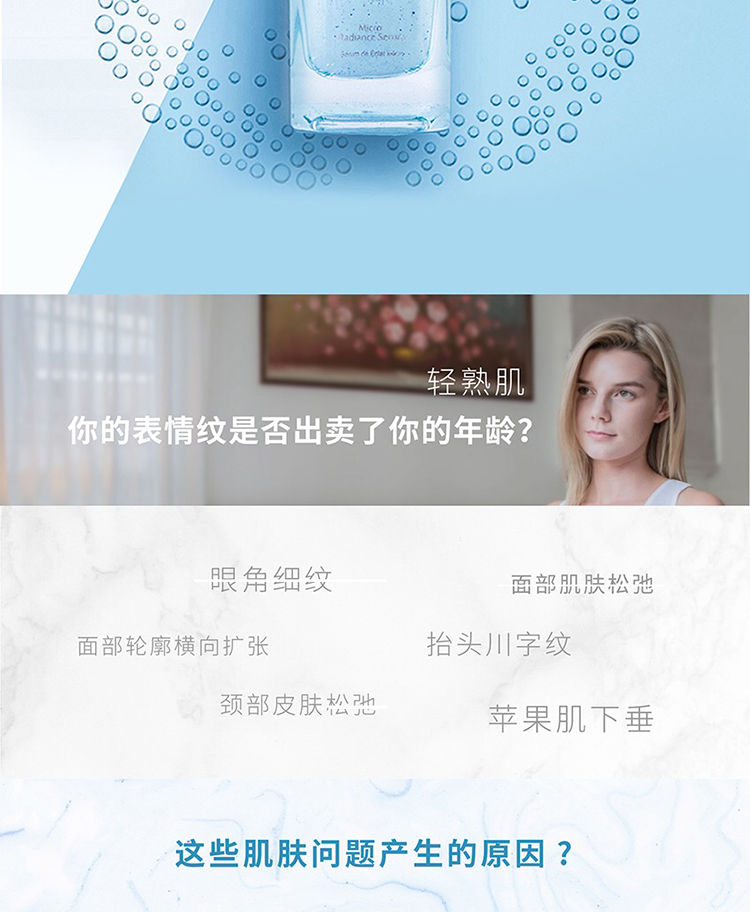 Micro
Radiance Serum
轻熟肌
你的表情纹是否出卖了你的年龄?
眼角细纹
面部肌肤松弛
面部轮廓横向扩张
抬头川字纹
颈部皮肤松弛
苹果肌下垂
这些肌肤问题产生的原因?